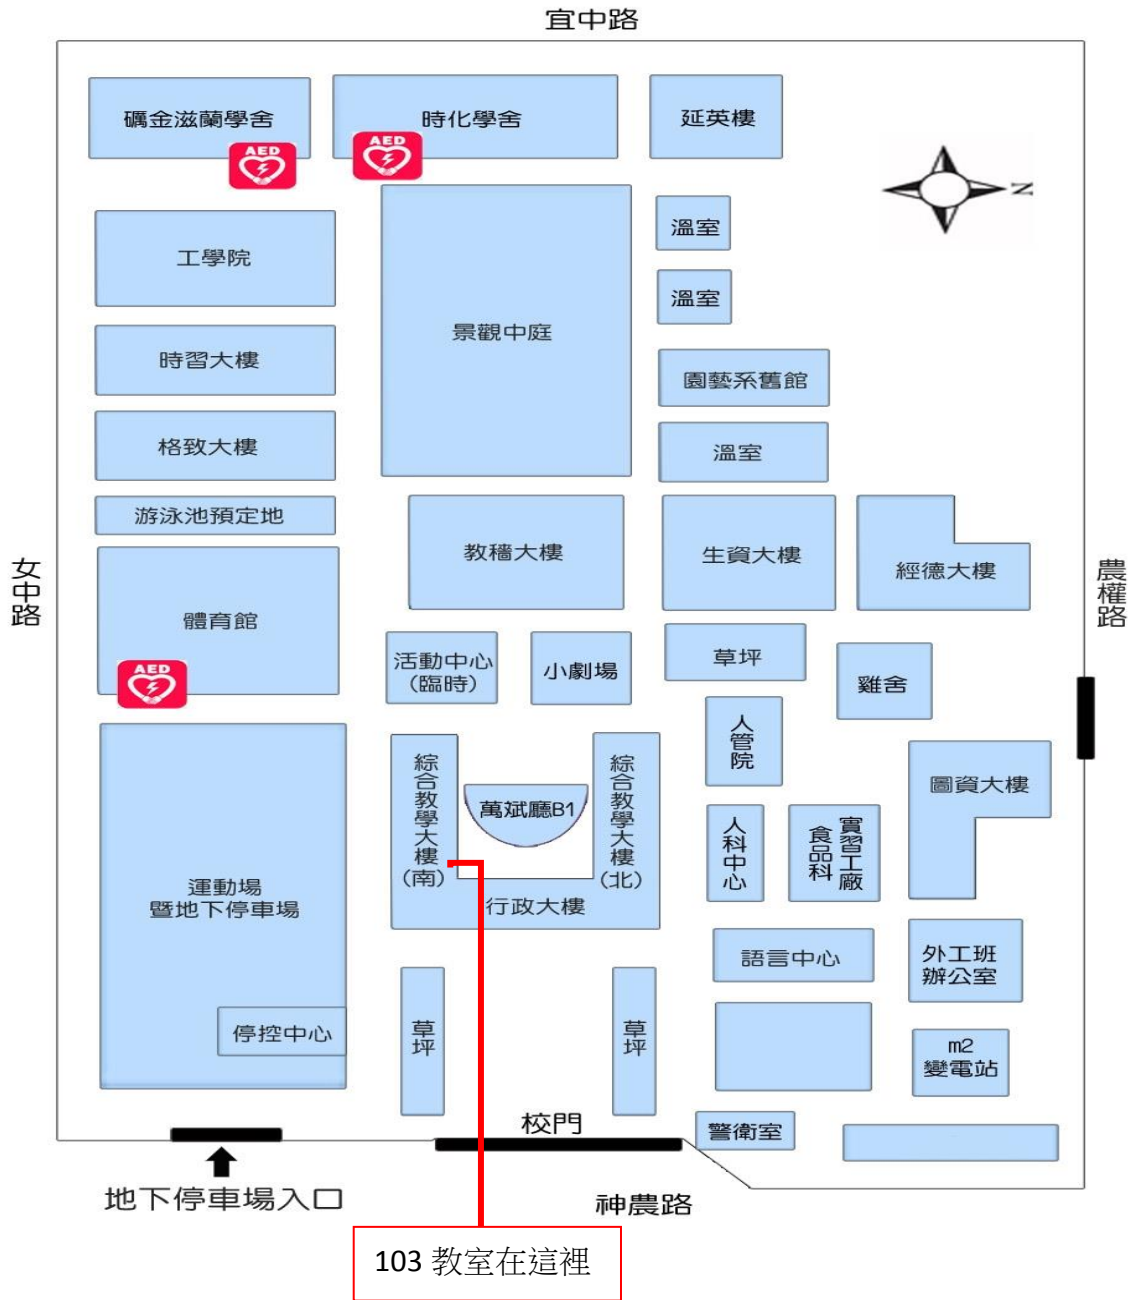 宜中路
礪金滋蘭學舍
時化學舍
延英樓
AED
AED
N
溫室
工學院
溫室
景觀中庭
時習大樓
園藝系舊館
格致大樓
溫室
游泳池預定地
教穡大樓
生資大樓
經德大樓
女中路
農權路
體育館
AED
活動中心
(臨時)
小劇場
草坪
雞舍
人管院
綜合教學大樓(南)
萬斌廳B1
綜合教學大樓(北)
圖資大樓
人科中心
實習工廠
食品科
運動場
暨地下停車場
行政大樓
語言中心
外工班
辦公室
停控中心
草坪
草坪
m2
變電站
校門
警衛室
地下停車場入口
神農路
103 教室在這裡